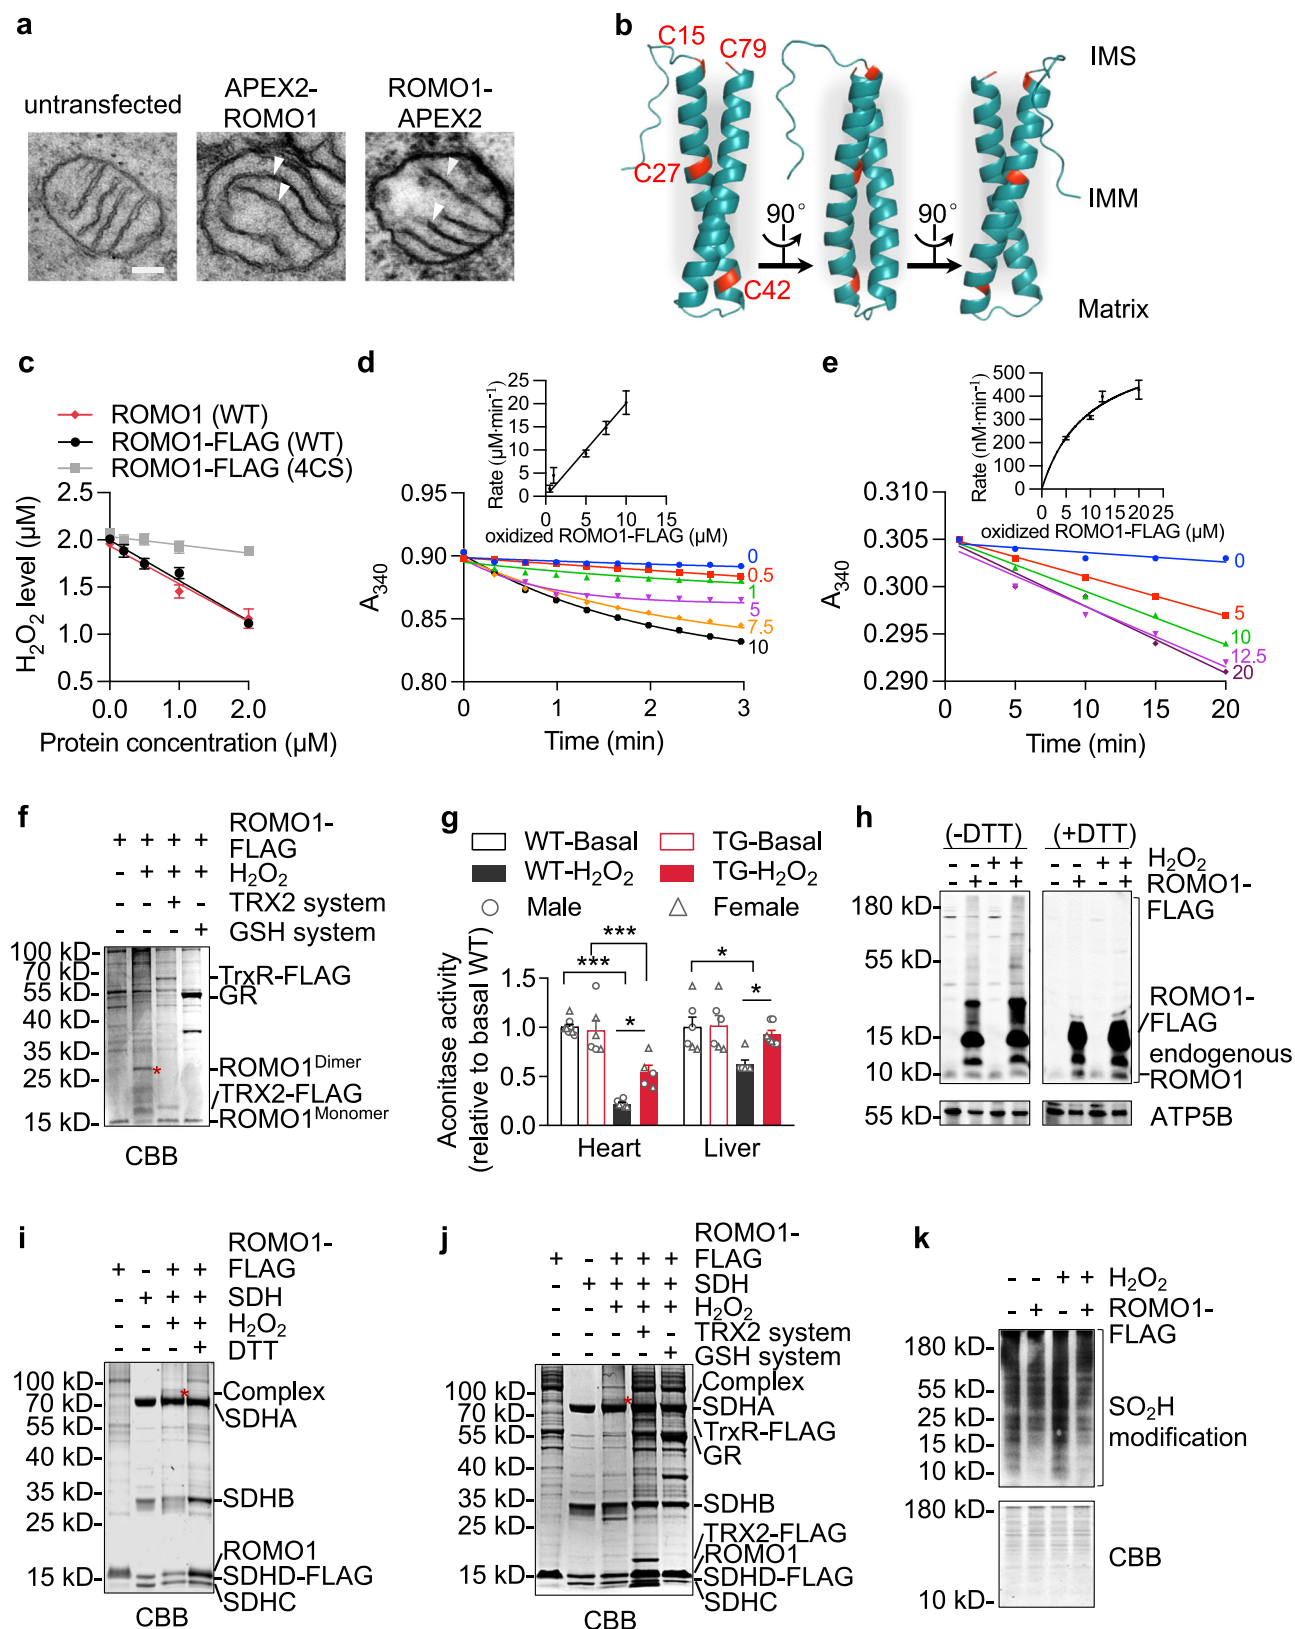 a
untransfected
APEX2-
ROMO1
ROMO1-
APEX2
b
C15
C79
C27
C42
90°
90°
IMS
IMM
Matrix
c
ROMO1 (WT)
ROMO1-FLAG (WT)
ROMO1-FLAG (4CS)
H₂O₂ level (µM)
2.5
2.0
1.5
1.0
0.5
0.0 1.0 2.0
Protein concentration (µM)
d
Rate (µM·min⁻¹)
25
20
15
10
5
0
0 5 10 15
oxidized ROMO1-FLAG (µM)
A₃₄₀
0.95
0.90
0.85
0.80
0
0.5
1
5
7.5
10
0 1 2 3
Time (min)
e
Rate (nM·min⁻¹)
500
400
300
200
100
0
0 5 10 15 20 25
oxidized ROMO1-FLAG (µM)
A₃₄₀
0.310
0.305
0.300
0.295
0.290
0
5
10
12.5
20
0 5 10 15 20
Time (min)
f
+ + + + ROMO1-FLAG
- + + + H₂O₂
- - + - TRX2 system
+ GSH system
100 kD
70 kD
55 kD
40 kD
35 kD
25 kD
15 kD
TrxR-FLAG
GR
ROMO1ᴰⁱᵐᵉʳ
*
TRX2-FLAG
ROMO1ᴹᵒⁿᵒᵐᵉʳ
CBB
g
WT-Basal TG-Basal
WT-H₂O₂ TG-H₂O₂
Male Female
Aconitase activity
(relative to basal WT)
1.5
1.0
0.5
0.0
***
***
*
*
*
Heart Liver
h
(-DTT) (+DTT)
- - + + - - + + H₂O₂
- + - + - + - + ROMO1-FLAG
180 kD
55 kD
15 kD
10 kD
55 kD
180 kD
55 kD
15 kD
10 kD
55 kD
ROMO1-
FLAG
endogenous
ROMO1
ATP5B
i
+ - + + ROMO1-FLAG
- + + + SDH
- - + + H₂O₂
- - - + DTT
100 kD
70 kD
55 kD
35 kD
25 kD
15 kD
*
Complex
SDHA
SDHB
ROMO1
SDHD-FLAG
SDHC
CBB
j
+ - + + + ROMO1-FLAG
- + + + + SDH
- - + + + H₂O₂
+ - TRX2 system
+ GSH system
100 kD
70 kD
55 kD
40 kD
35 kD
25 kD
15 kD
*
Complex
SDHA
TrxR-FLAG
GR
SDHB
TRX2-FLAG
ROMO1
SDHD-FLAG
SDHC
CBB
k
- - + + H₂O₂
- + - + ROMO1-FLAG
180 kD
55 kD
25 kD
15 kD
10 kD
SO₂H
modification
180 kD
10 kD
CBB